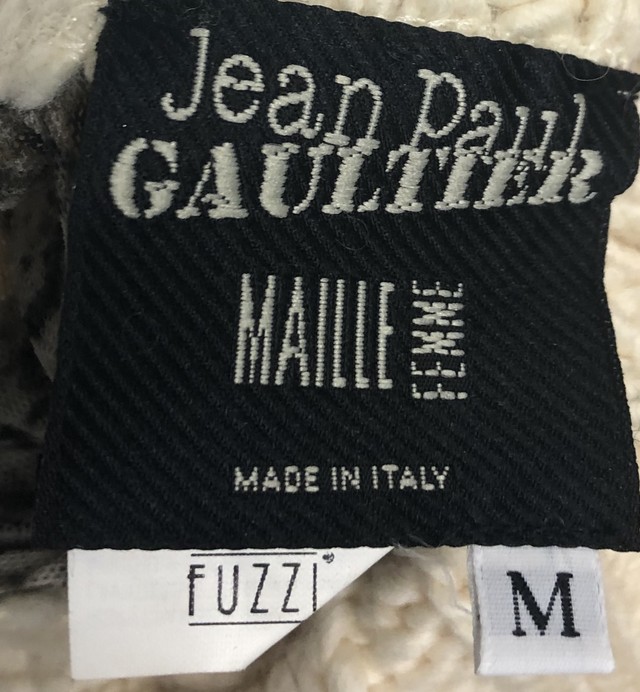 Jean Paul
GAULTIER
MAILLE FEMME
MADE IN ITALY
FUZZI
M